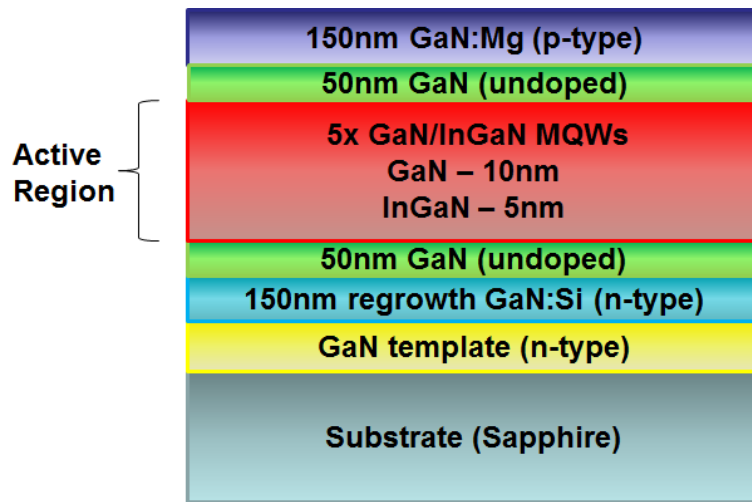 150nm GaN:Mg (p-type)
50nm GaN (undoped)
Active
Region
5x GaN/InGaN MQWs
GaN – 10nm
InGaN – 5nm
50nm GaN (undoped)
150nm regrowth GaN:Si (n-type)
GaN template (n-type)
Substrate (Sapphire)